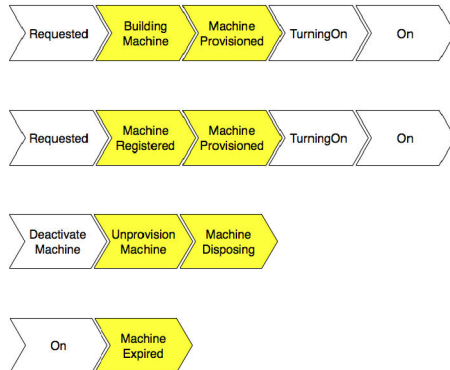 Requested
Building
Machine
Machine
Provisioned
TurningOn
On
Requested
Machine
Registered
Machine
Provisioned
TurningOn
On
Deactivate
Machine
Unprovision
Machine
Machine
Disposing
On
Machine
Expired